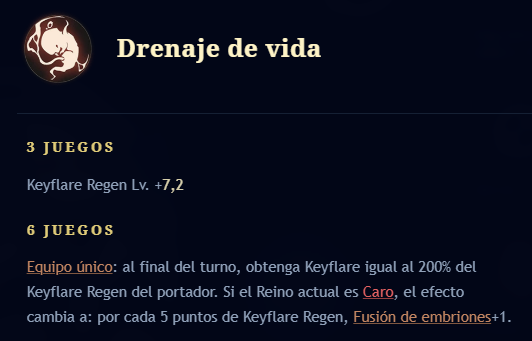 Drenaje de vida
3 JUEGOS
Keyflare Regen Lv. +7,2
6 JUEGOS
Equipo único: al final del turno, obtenga Keyflare igual al 200% del
Keyflare Regen del portador. Si el Reino actual es Caro, el efecto
cambia a: por cada 5 puntos de Keyflare Regen, Fusión de embriones+1.